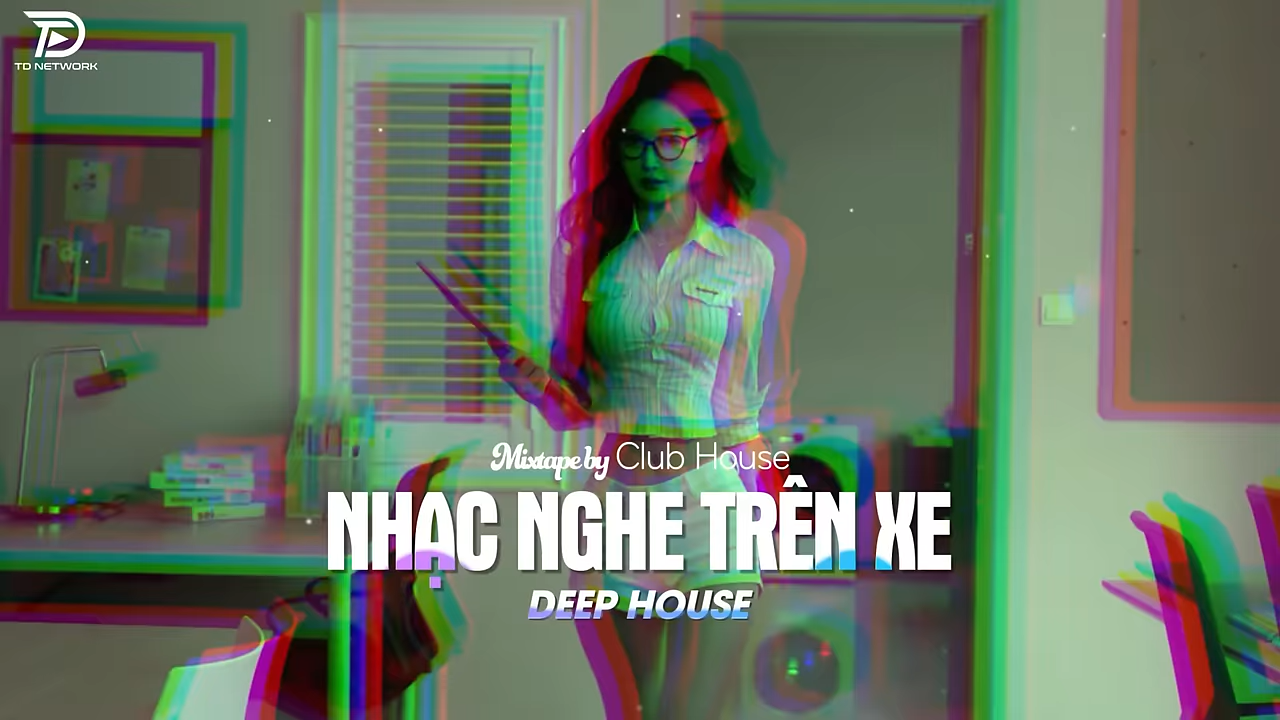 TD NETWORK
Mixtape by Club House
NHẠC NGHE TRÊN XE
DEEP HOUSE